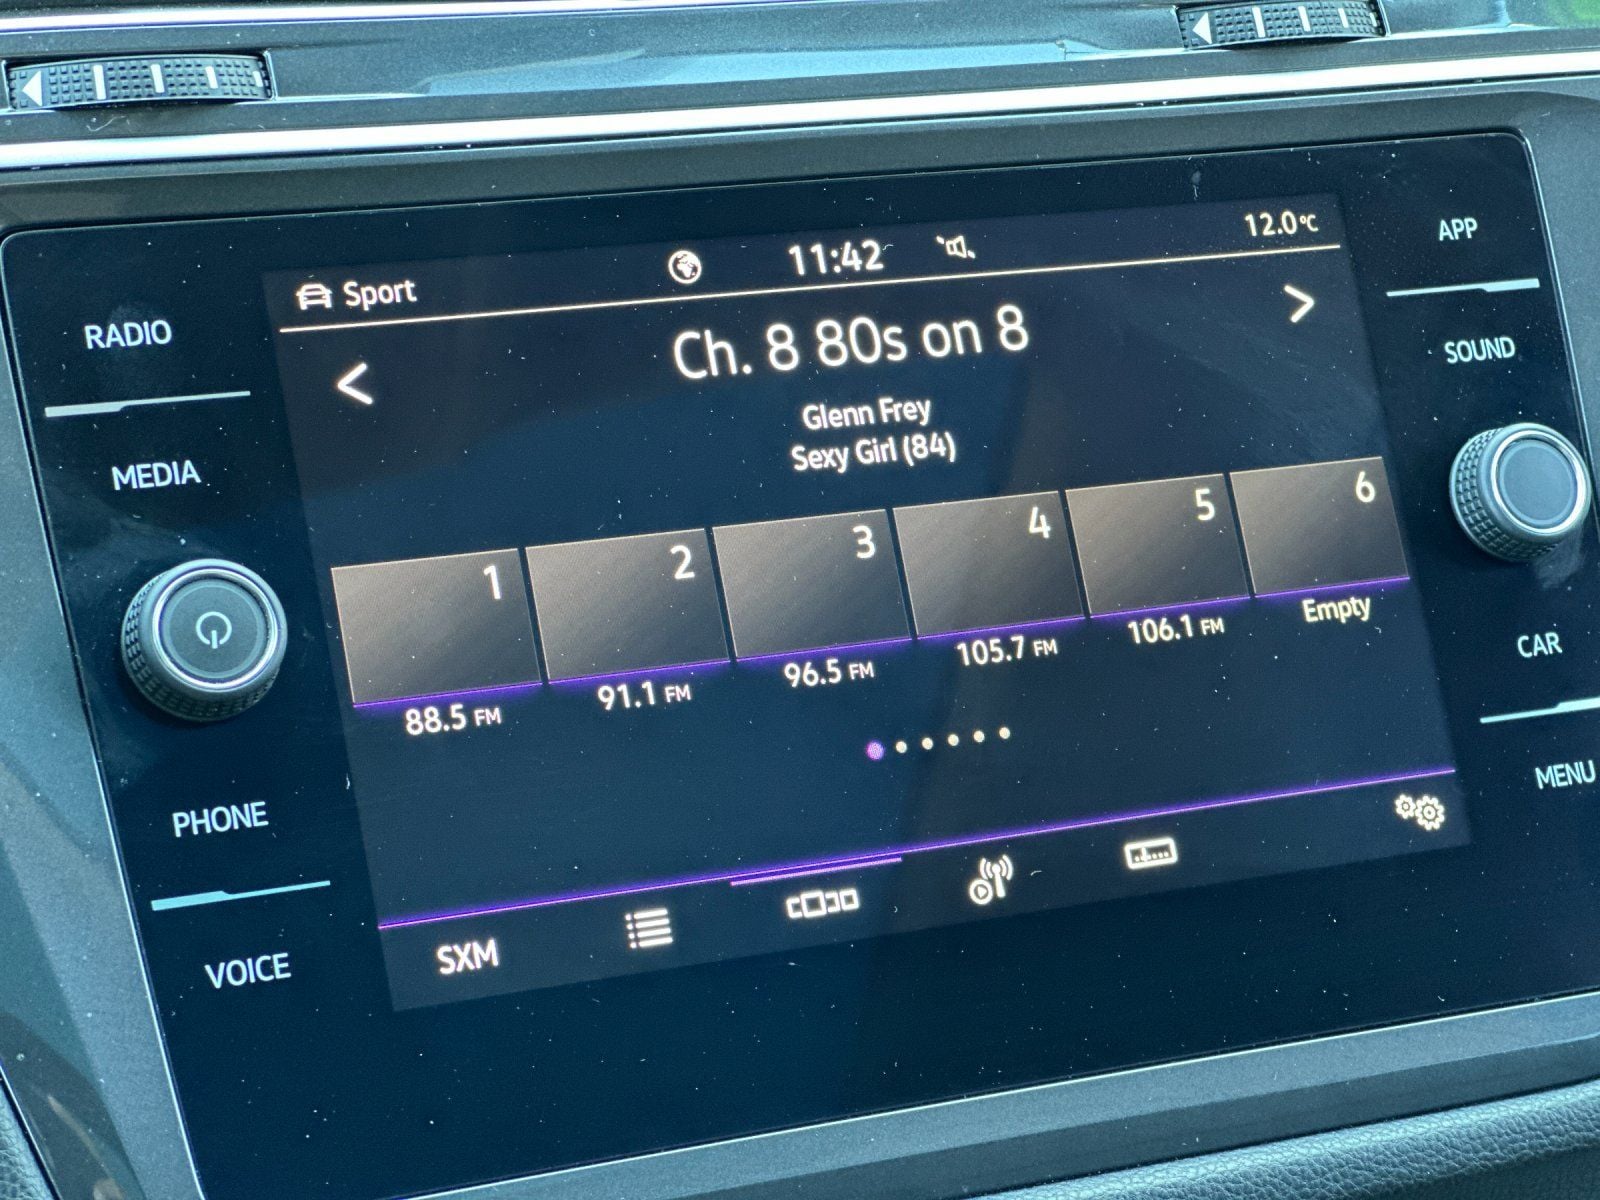 Sport
11:42
12.0°C
RADIO
MEDIA
PHONE
VOICE
<
Ch. 8 80s on 8
>
Glenn Frey
Sexy Girl (84)
1
2
3
4
5
6
88.5 FM
91.1 FM
96.5 FM
105.7 FM
106.1 FM
Empty
SXM
APP
SOUND
CAR
MENU